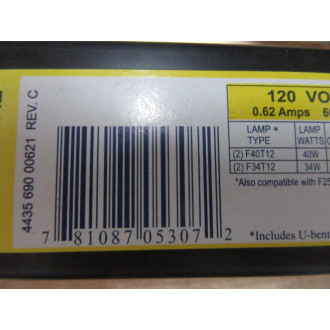 4435 690 00621 REV. C
7 81087 05307 2
120 VO
0.62 Amps 60
LAMP * TYPE LAMP WATTS
(2) F40T12 40W
(2) F34T12 34W
*Also compatible with F25
*Includes U-bent